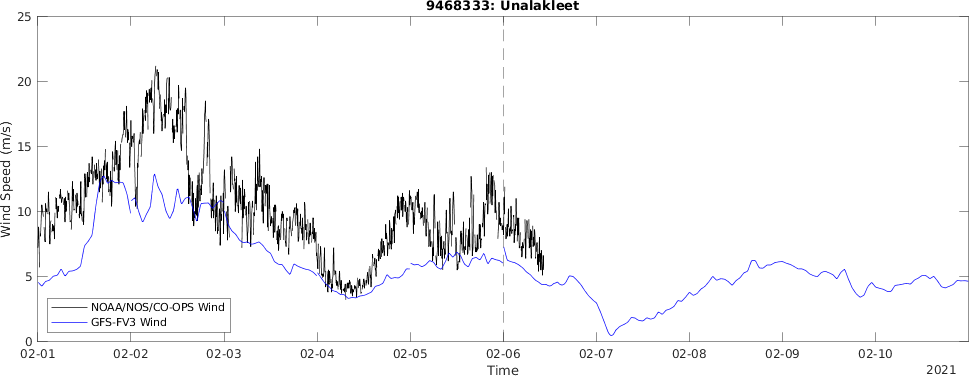 9468333: Unalakleet
25
20
15
10
5
0
Wind Speed (m/s)
NOAA/NOS/CO-OPS Wind
GFS-FV3 Wind
02-01 02-02 02-03 02-04 02-05 02-06 02-07 02-08 02-09 02-10
Time
2021